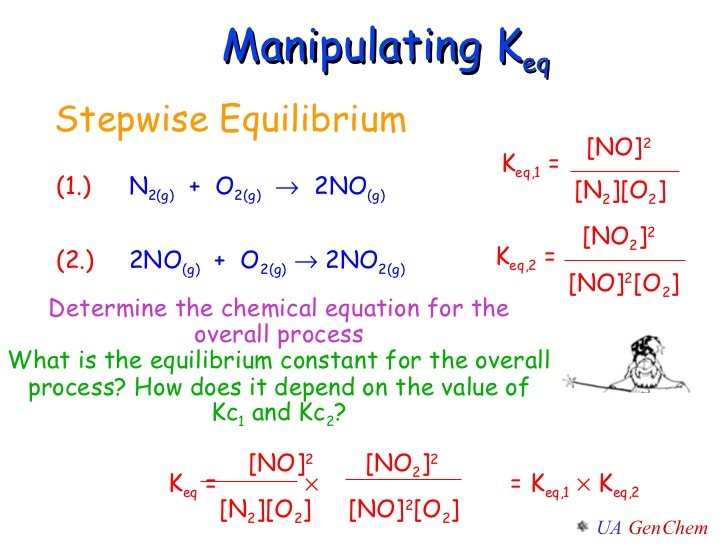 Manipulating Keq
Stepwise Equilibrium
(1.) N₂(g) + O₂(g) → 2NO(g)
Keq,1 = [NO]²
[N₂][O₂]
(2.) 2NO(g) + O₂(g) → 2NO₂(g)
Keq,2 = [NO₂]²
[NO]²[O₂]
Determine the chemical equation for the
overall process
What is the equilibrium constant for the overall
process? How does it depend on the value of
Kc₁ and Kc₂?
[NO]² [NO₂]²
Keq = × = Keq,1 × Keq,2
[N₂][O₂] [NO]²[O₂]
UA GenChem